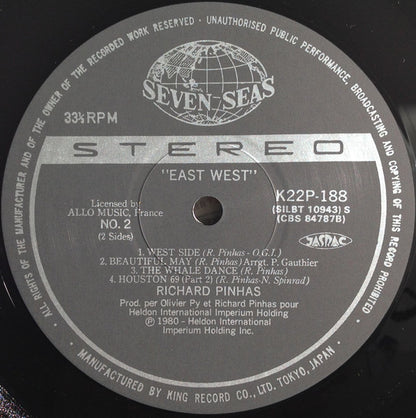 ALL RIGHTS OF THE MANUFACTURER AND OF THE OWNER OF THE RECORDED WORK RESERVED - UNAUTHORISED PUBLIC PERFORMANCE, BROADCASTING AND COPYING OF THIS RECORD PROHIBITED
SEVEN-SEAS
33⅓ RPM
STEREO
"EAST WEST"
Licensed by
ALLO MUSIC, France
NO. 2
(2 Sides)
K22P-188
(SILBT 10943) S
(CBS 84787B)
JASRAC
1. WEST SIDE (R. Pinhas - O.G.I.)
2. BEAUTIFUL MAY (R. Pinhas) Arrgt. P. Gauthier
3. THE WHALE DANCE (R. Pinhas)
4. HOUSTON 69 (Part 2) (R. Pinhas-N. Spinrad)
RICHARD PINHAS
Prod. per Olivier Py et Richard Pinhas pour
Heldon International Imperium Holding
℗ 1980 - Heldon International
Imperium Holding Inc.
• MANUFACTURED BY KING RECORD CO., LTD. TOKYO, JAPAN •